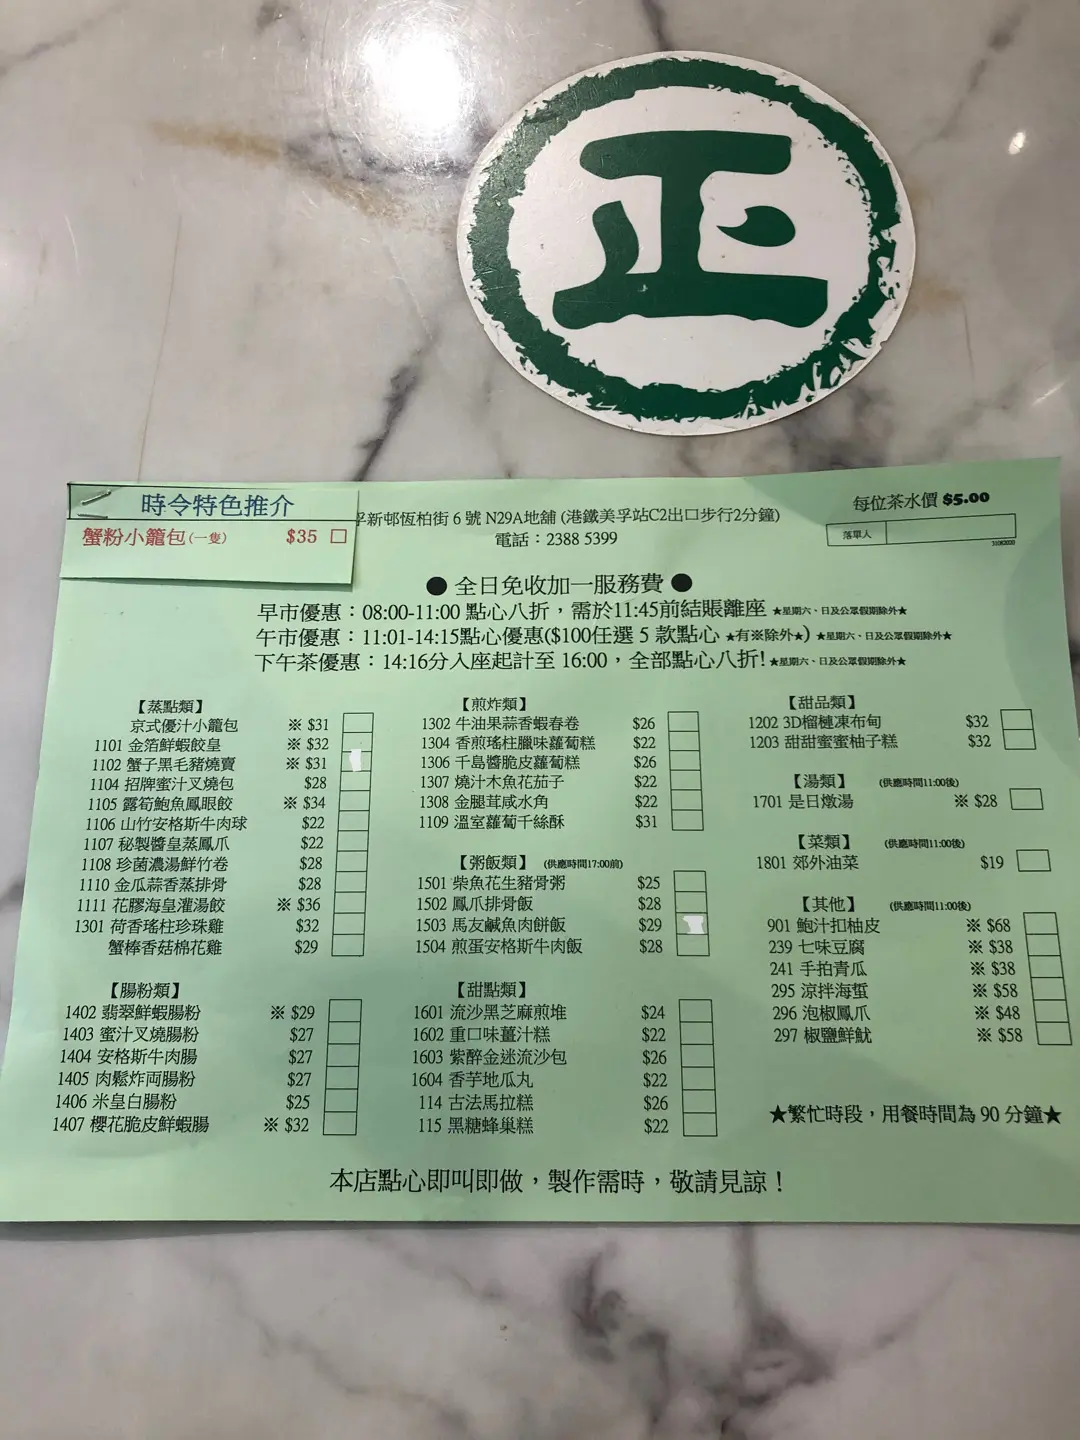 正
時令特色推介
蟹粉小籠包(一隻) $35
孚新邨恆柏街 6 號 N29A地舖 (港鐵美孚站C2出口步行2分鐘)
電話：2388 5399
每位茶水價 $5.00
落單人
31082020
● 全日免收加一服務費 ●
早市優惠：08:00-11:00 點心八折，需於11:45前結賬離座 ★星期六、日及公眾假期除外★
午市優惠：11:01-14:15點心優惠($100任選 5 款點心 ★有※除外★) ★星期六、日及公眾假期除外★
下午茶優惠：14:16分入座起計至 16:00，全部點心八折! ★星期六、日及公眾假期除外★
【蒸點類】
京式優汁小籠包 ※ $31
1101 金箔鮮蝦餃皇 ※ $32
1102 蟹子黑毛豬燒賣 ※ $31
1104 招牌蜜汁叉燒包 $28
1105 露筍鮑魚鳳眼餃 ※ $34
1106 山竹安格斯牛肉球 $22
1107 秘製醬皇蒸鳳爪 $22
1108 珍菌濃湯鮮竹卷 $28
1110 金瓜蒜香蒸排骨 $28
1111 花膠海皇灌湯餃 ※ $36
1301 荷香瑤柱珍珠雞 $32
蟹棒香菇棉花雞 $29
【腸粉類】
1402 翡翠鮮蝦腸粉 ※ $29
1403 蜜汁叉燒腸粉 $27
1404 安格斯牛肉腸 $27
1405 肉鬆炸両腸粉 $27
1406 米皇白腸粉 $25
1407 櫻花脆皮鮮蝦腸 ※ $32
【煎炸類】
1302 牛油果蒜香蝦春卷 $26
1304 香煎瑤柱臘味蘿蔔糕 $22
1306 千島醬脆皮蘿蔔糕 $26
1307 燒汁木魚花茄子 $22
1308 金腿茸咸水角 $22
1109 溫室蘿蔔千絲酥 $31
【粥飯類】 (供應時間17:00前)
1501 柴魚花生豬骨粥 $25
1502 鳳爪排骨飯 $28
1503 馬友鹹魚肉餅飯 $29
1504 煎蛋安格斯牛肉飯 $28
【甜點類】
1601 流沙黑芝麻煎堆 $24
1602 重口味薑汁糕 $22
1603 紫醉金迷流沙包 $26
1604 香芋地瓜丸 $22
114 古法馬拉糕 $26
115 黑糖蜂巢糕 $22
【甜品類】
1202 3D榴槤凍布甸 $32
1203 甜甜蜜蜜柚子糕 $32
【湯類】 (供應時間11:00後)
1701 是日燉湯 ※ $28
【菜類】 (供應時間11:00後)
1801 郊外油菜 $19
【其他】 (供應時間11:00後)
901 鮑汁扣柚皮 ※ $68
239 七味豆腐 ※ $38
241 手拍青瓜 ※ $38
295 涼拌海蜇 ※ $58
296 泡椒鳳爪 ※ $48
297 椒鹽鮮魷 ※ $58
★繁忙時段，用餐時間為 90 分鐘★
本店點心即叫即做，製作需時，敬請見諒！